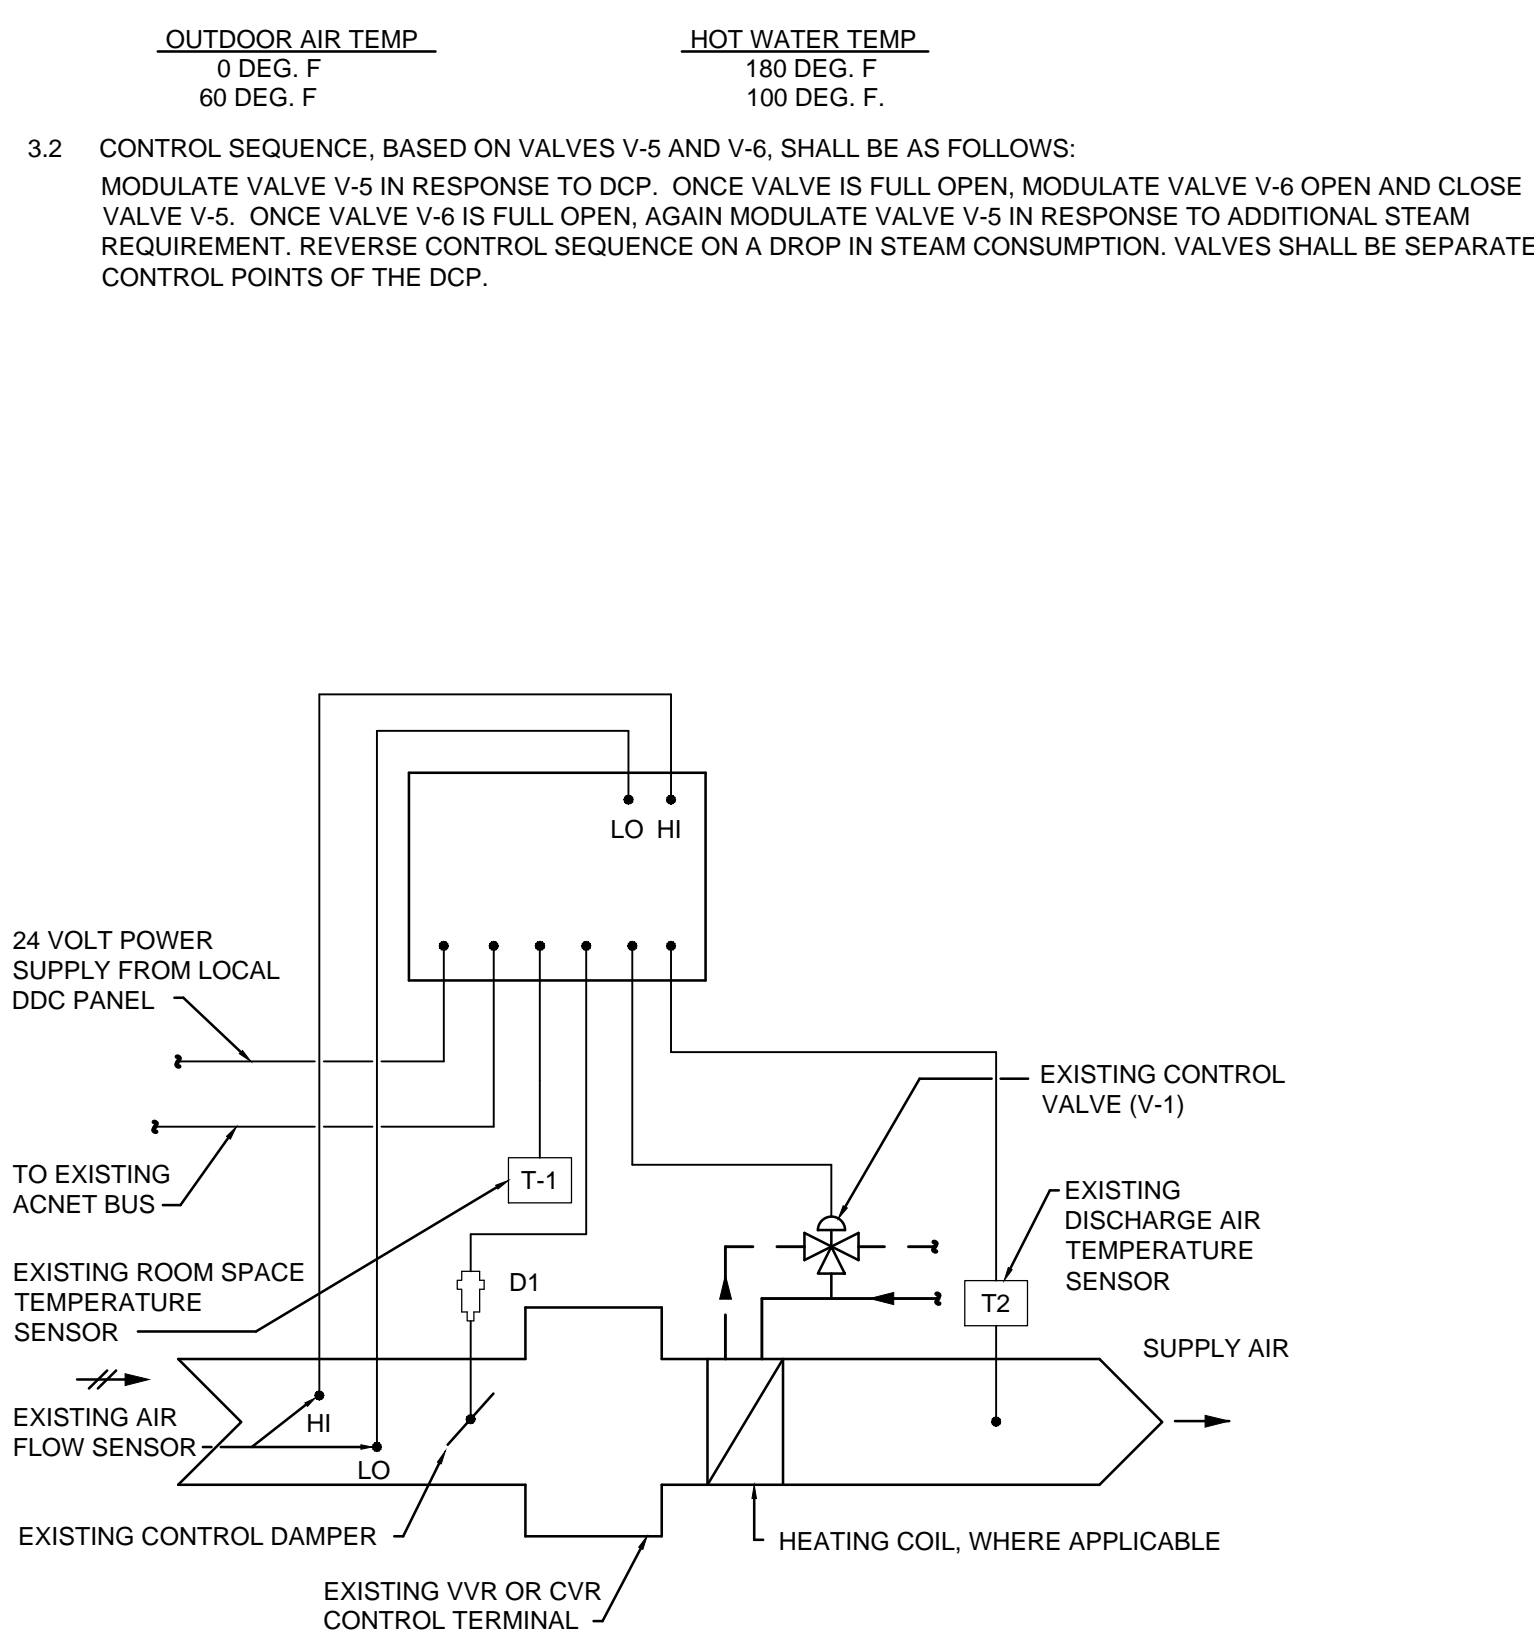 OUTDOOR AIR TEMP
HOT WATER TEMP
0 DEG. F
180 DEG. F
60 DEG. F
100 DEG. F.
3.2 CONTROL SEQUENCE, BASED ON VALVES V-5 AND V-6, SHALL BE AS FOLLOWS:
MODULATE VALVE V-5 IN RESPONSE TO DCP. ONCE VALVE IS FULL OPEN, MODULATE VALVE V-6 OPEN AND CLOSE
VALVE V-5. ONCE VALVE V-6 IS FULL OPEN, AGAIN MODULATE VALVE V-5 IN RESPONSE TO ADDITIONAL STEAM
REQUIREMENT. REVERSE CONTROL SEQUENCE ON A DROP IN STEAM CONSUMPTION. VALVES SHALL BE SEPARATE
CONTROL POINTS OF THE DCP.
LO HI
24 VOLT POWER
SUPPLY FROM LOCAL
DDC PANEL
EXISTING CONTROL
VALVE (V-1)
TO EXISTING
ACNET BUS
T-1
EXISTING
DISCHARGE AIR
TEMPERATURE
SENSOR
EXISTING ROOM SPACE
TEMPERATURE
SENSOR
D1
T2
SUPPLY AIR
EXISTING AIR
FLOW SENSOR
HI
LO
EXISTING CONTROL DAMPER
HEATING COIL, WHERE APPLICABLE
EXISTING VVR OR CVR
CONTROL TERMINAL